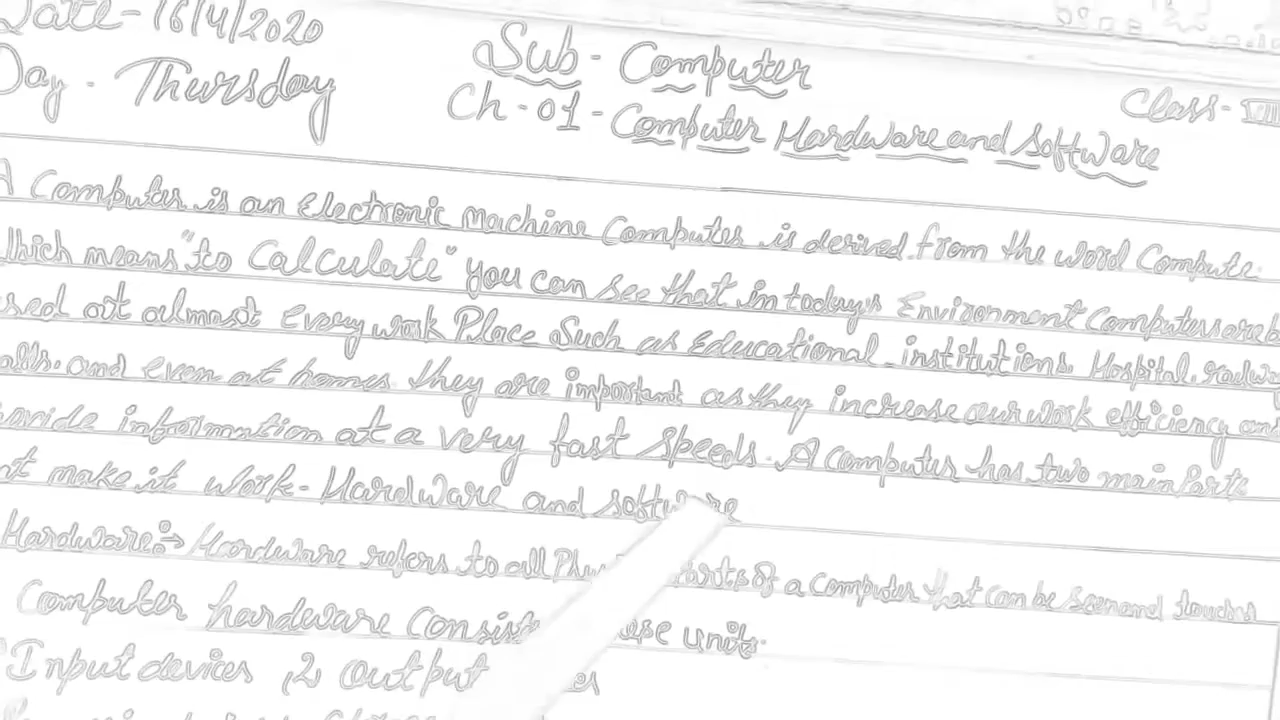 Date - 16/4/2020
Day - Thursday
Sub - Computer
Ch - 01 - Computer Hardware and Software
Class - VIII
A Computer is an Electronic machine Computer is derived from the word Compute.
Which means "to Calculate" you can see that in today's Environment Computers are
at almost every work Place Such as Educational institutions, Hospital, railway
and even at homes. they are important as they increase our work efficiency and
provide information at a very fast speeds. A Computer has two main Parts
make it work - Hardware and software
Hardware :→ Hardware refers to all of a Computer that can be seen and touched
Computer hardware Consist units.
Input devices 2 output